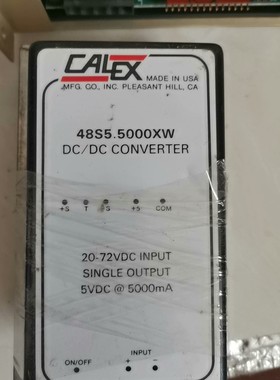 CALEX
MADE IN USA
MFG. CO., INC. PLEASANT HILL, CA
48S5.5000XW
DC/DC CONVERTER
+S T -S +S COM
20-72VDC INPUT
SINGLE OUTPUT
5VDC @ 5000mA
INPUT
ON/OFF + −